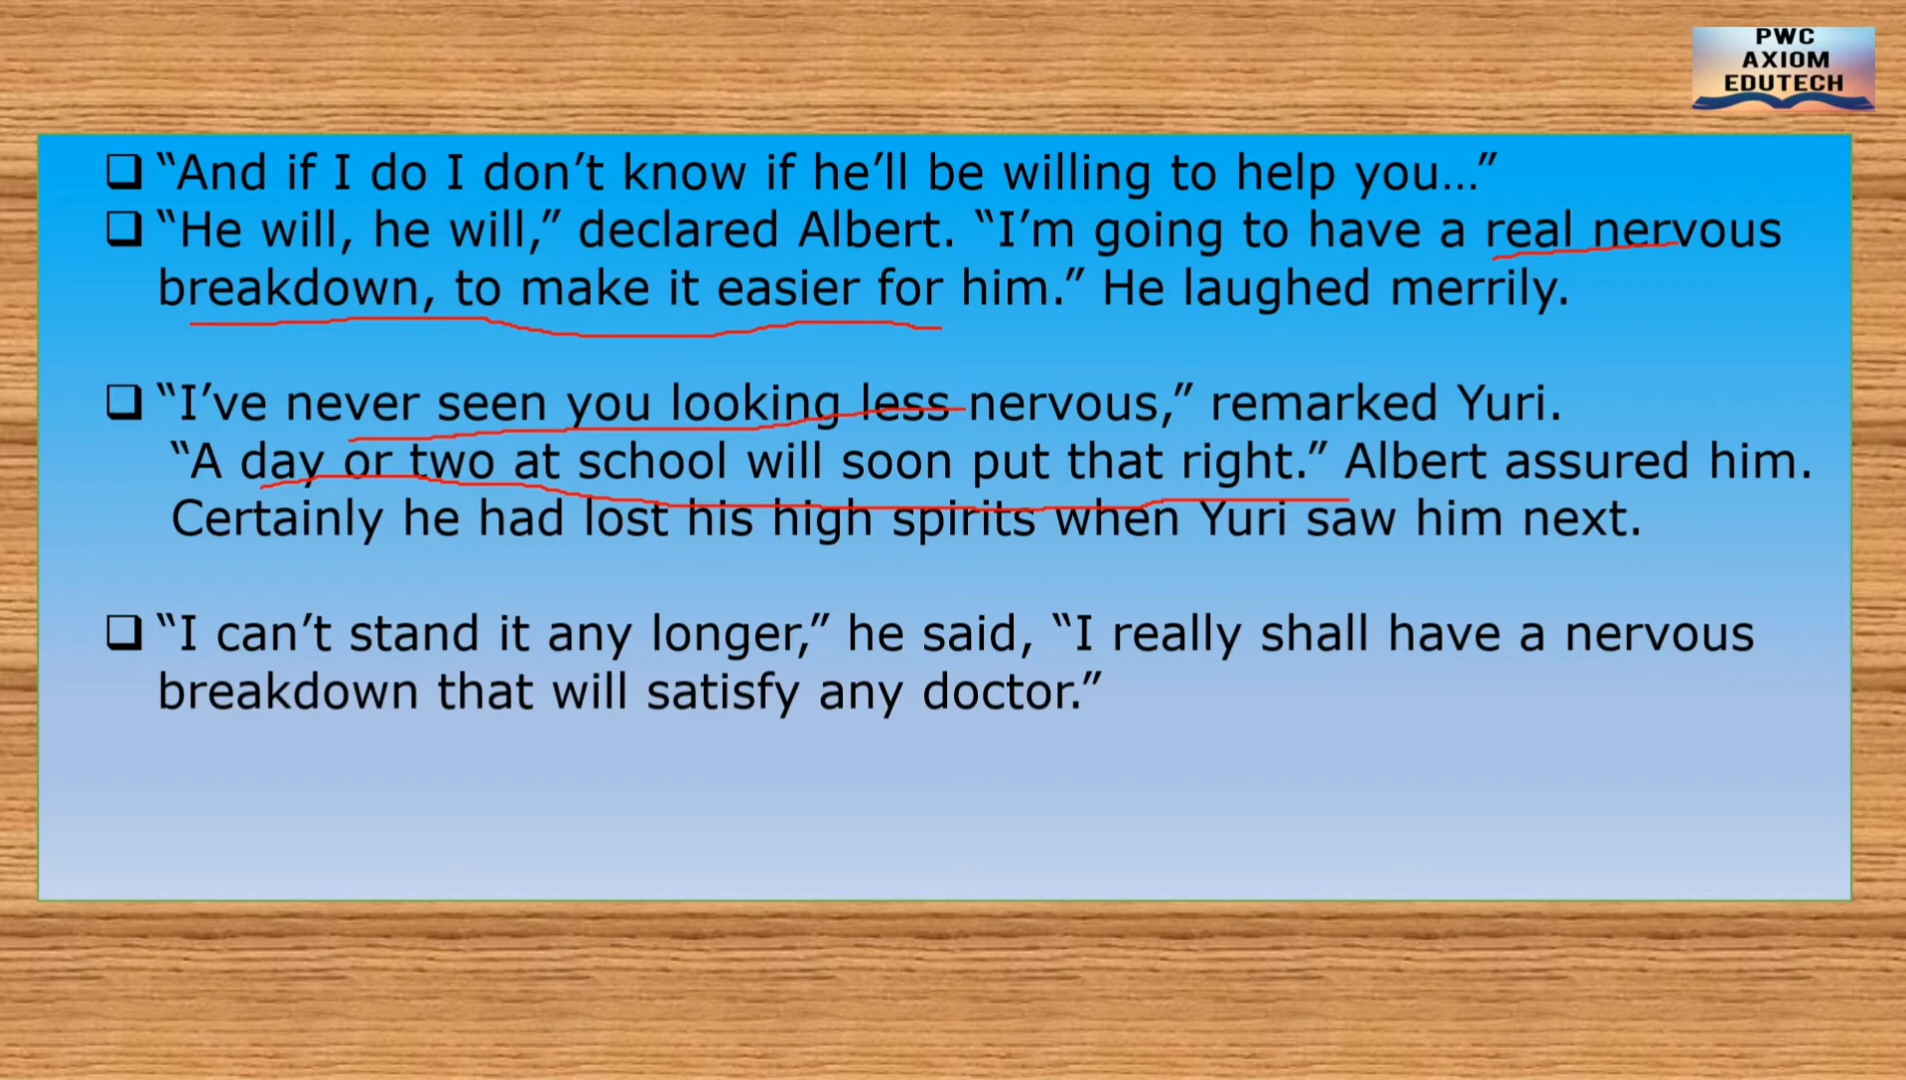 PWC
AXIOM
EDUTECH
“And if I do I don’t know if he’ll be willing to help you…”
“He will, he will,” declared Albert. “I’m going to have a real nervous
breakdown, to make it easier for him.” He laughed merrily.
“I’ve never seen you looking less nervous,” remarked Yuri.
“A day or two at school will soon put that right.” Albert assured him.
Certainly he had lost his high spirits when Yuri saw him next.
“I can’t stand it any longer,” he said, “I really shall have a nervous
breakdown that will satisfy any doctor.”